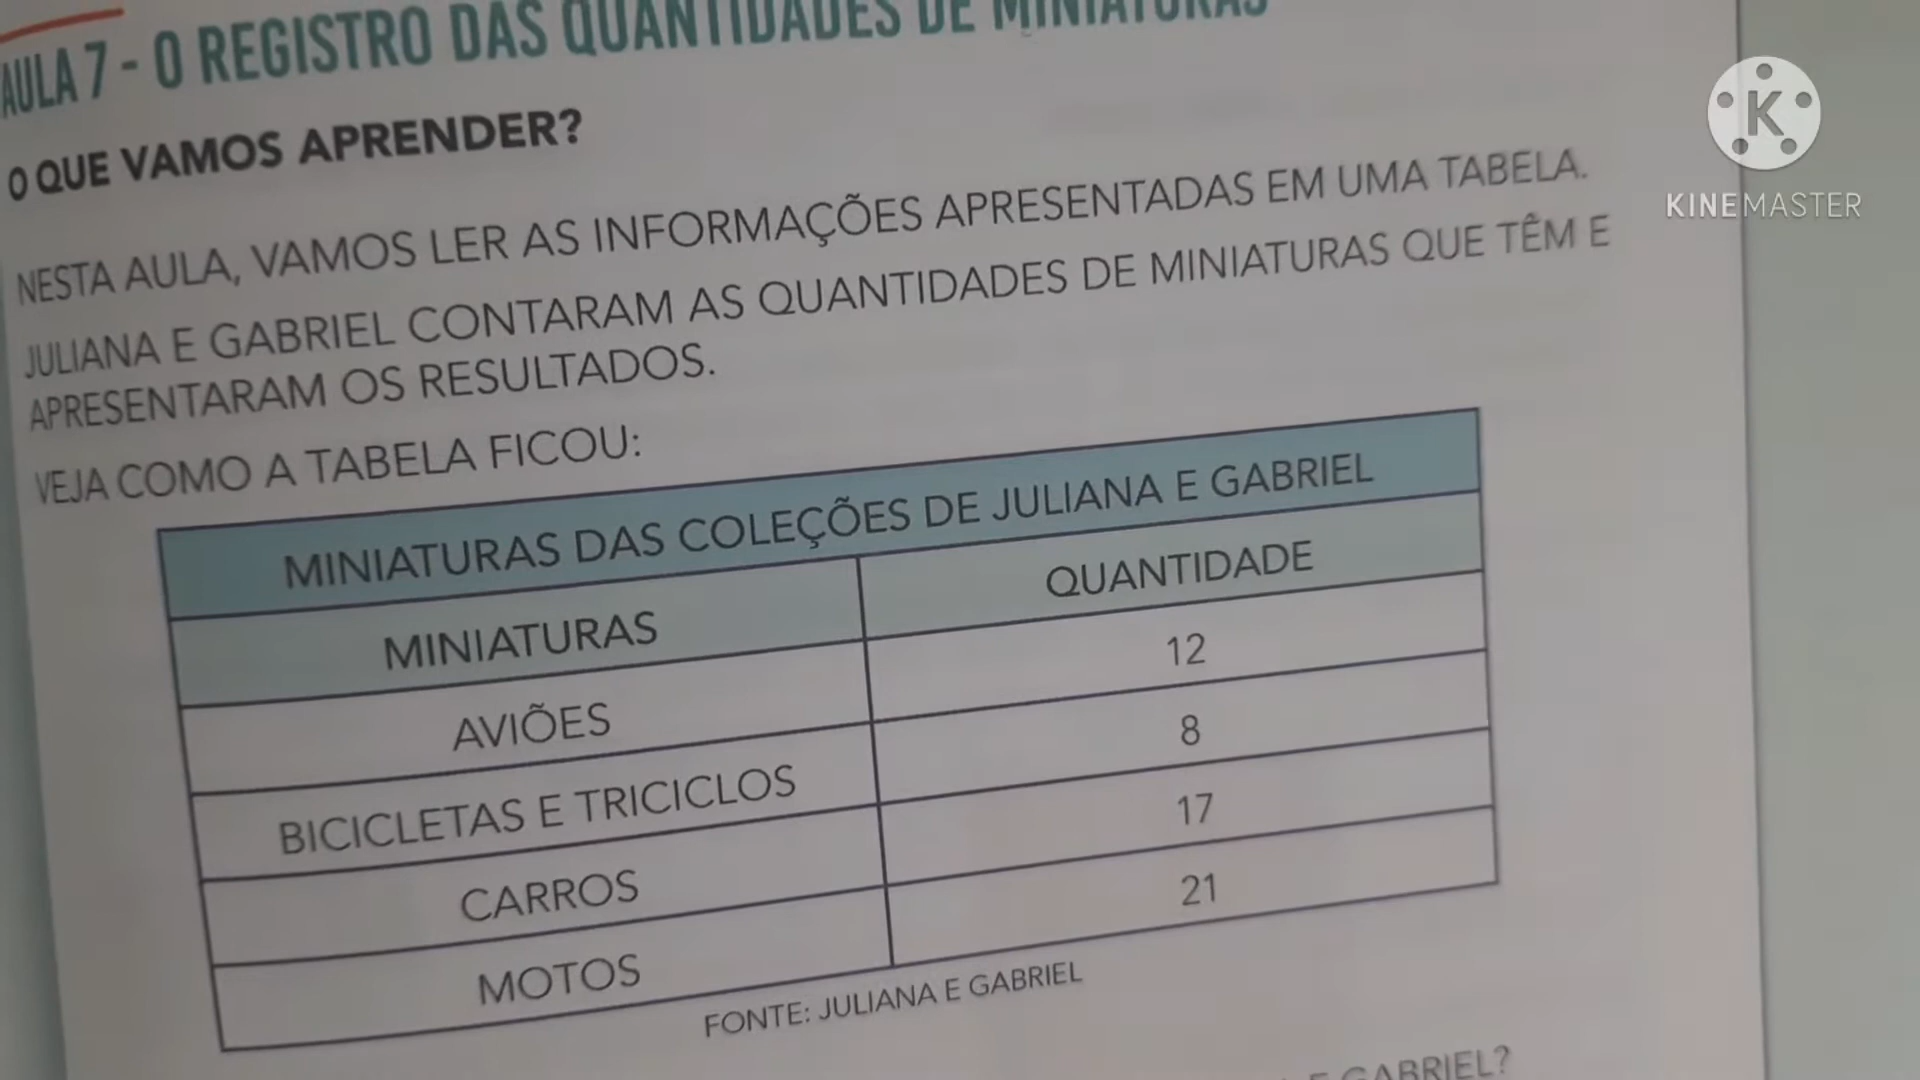 AULA 7 - O REGISTRO DAS QUANTIDADES DE MINIATURAS
O QUE VAMOS APRENDER?
NESTA AULA, VAMOS LER AS INFORMAÇÕES APRESENTADAS EM UMA TABELA.
JULIANA E GABRIEL CONTARAM AS QUANTIDADES DE MINIATURAS QUE TÊM E
APRESENTARAM OS RESULTADOS.
VEJA COMO A TABELA FICOU:
MINIATURAS DAS COLEÇÕES DE JULIANA E GABRIEL
MINIATURAS QUANTIDADE
AVIÕES 12
BICICLETAS E TRICICLOS 8
CARROS 17
MOTOS 21
FONTE: JULIANA E GABRIEL
E GABRIEL?
KINEMASTER